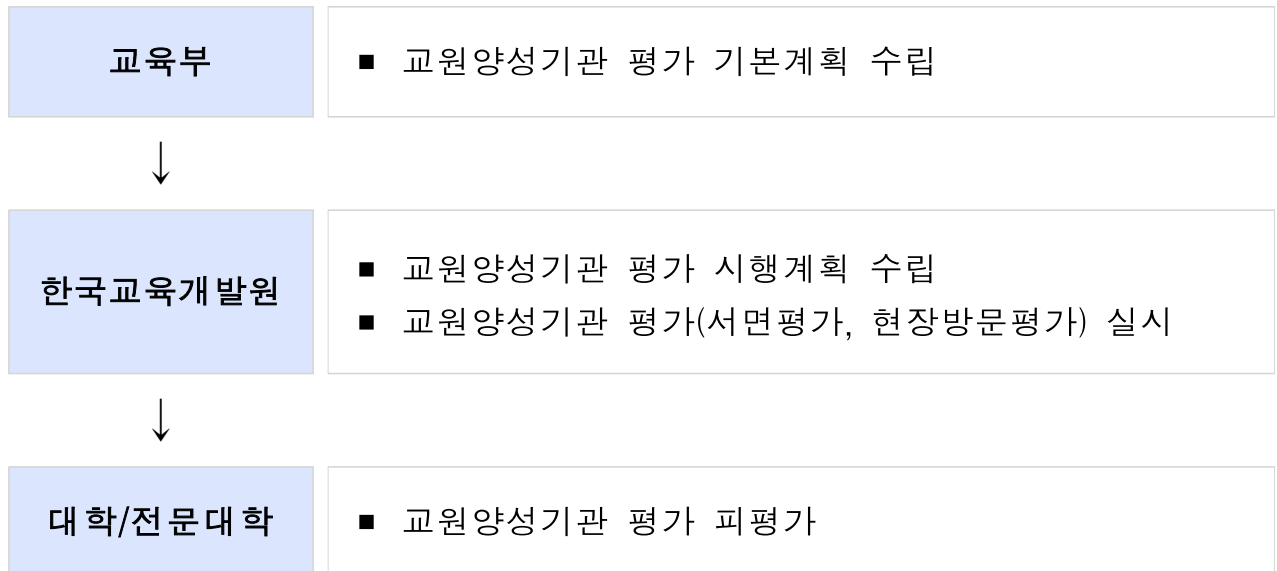 교육부
■ 교원양성기관 평가 기본계획 수립
↓
한국교육개발원
■ 교원양성기관 평가 시행계획 수립
■ 교원양성기관 평가(서면평가, 현장방문평가) 실시
↓
대학/전문대학
■ 교원양성기관 평가 피평가